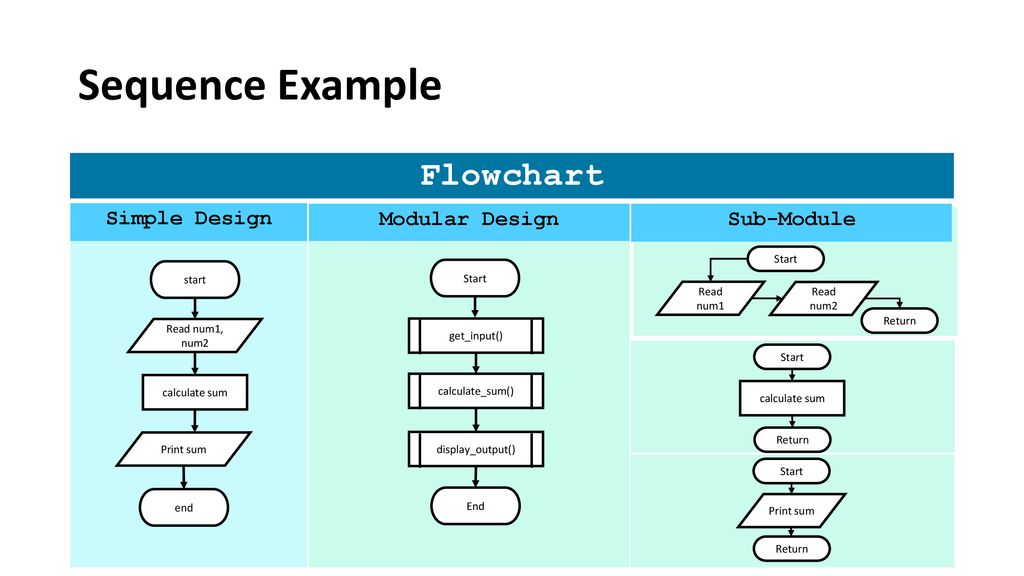 Sequence Example
Flowchart
Simple Design
Modular Design
Sub-Module
start
Read num1,
num2
calculate sum
Print sum
end
Start
get_input()
calculate_sum()
display_output()
End
Start
Read
num1
Read
num2
Return
Start
calculate sum
Return
Start
Print sum
Return